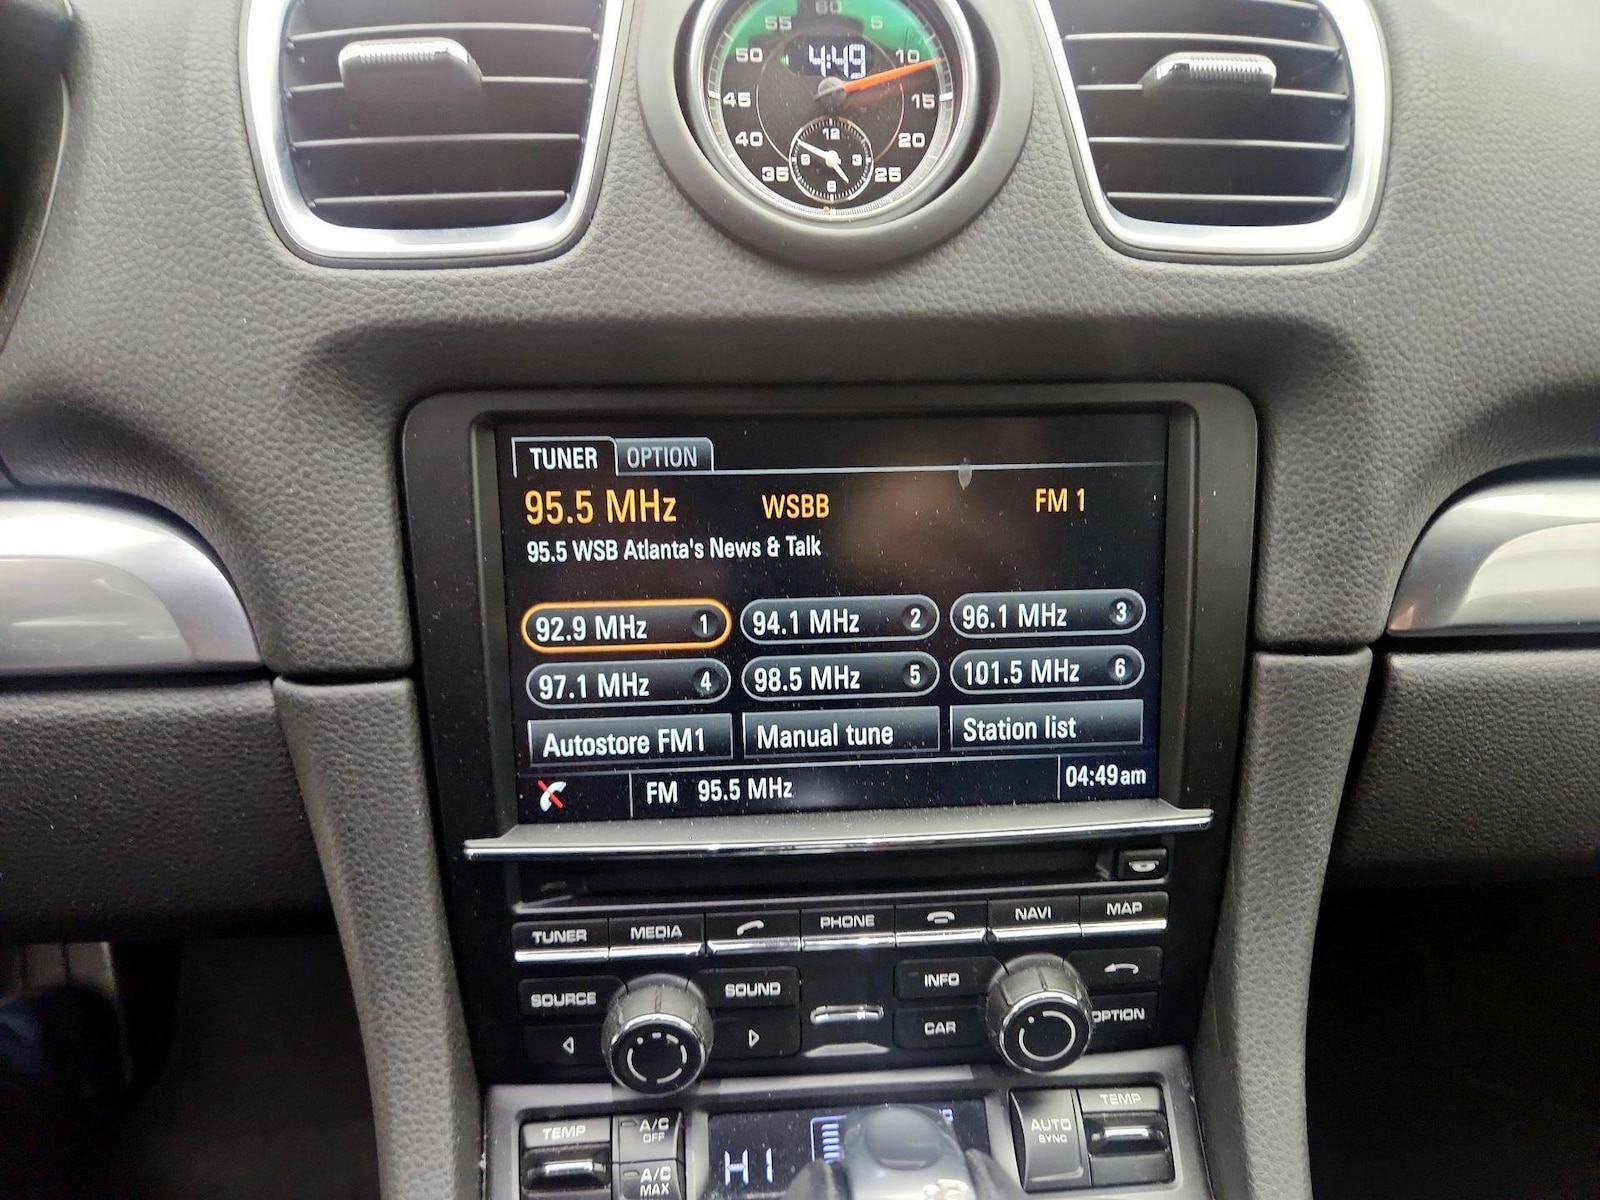 60
55 5
50 4:49 10
45 15
40 12 20
9 3
35 6 25
TUNER OPTION
95.5 MHz WSBB FM 1
95.5 WSB Atlanta's News & Talk
92.9 MHz 1 94.1 MHz 2 96.1 MHz 3
97.1 MHz 4 98.5 MHz 5 101.5 MHz 6
Autostore FM1 Manual tune Station list
FM 95.5 MHz 04:49am
TUNER MEDIA PHONE NAVI MAP
SOURCE SOUND INFO
CAR OPTION
TEMP A/C OFF AUTO SYNC TEMP
A/C MAX HI